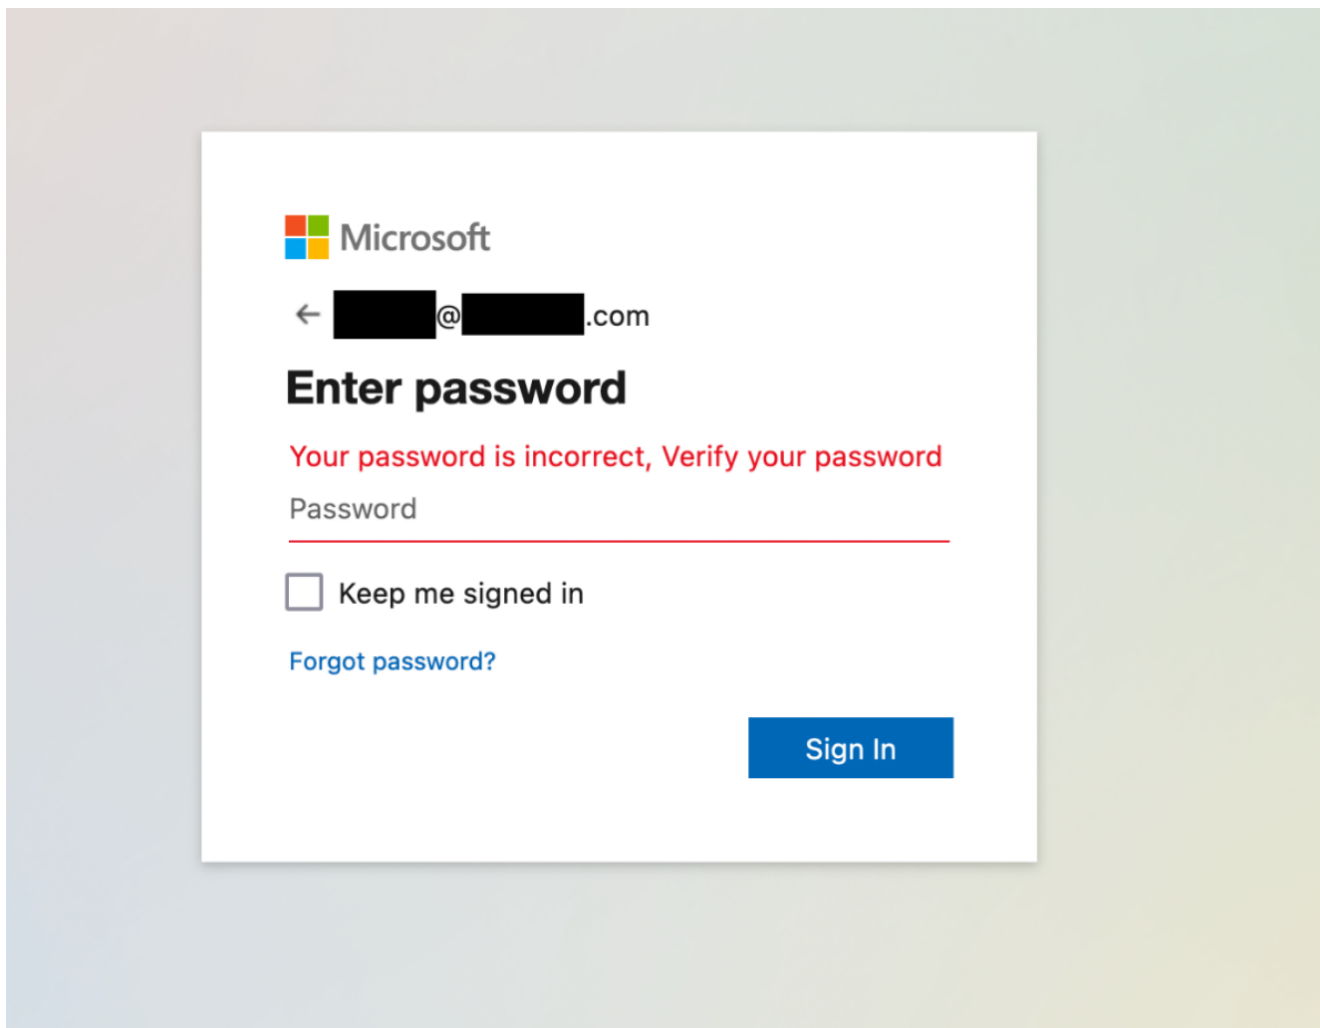 Microsoft
← @.com
Enter password
Your password is incorrect, Verify your password
Password
Keep me signed in
Forgot password?
Sign In